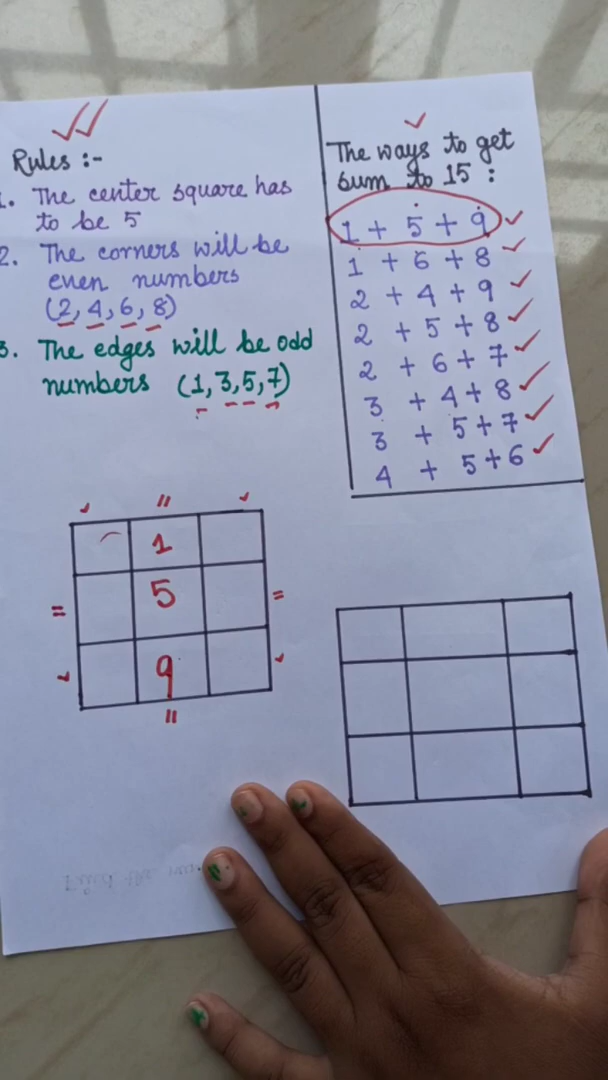 Rules :-
1. The center square has
to be 5
2. The corners will be
even numbers
(2, 4, 6, 8)
3. The edges will be odd
numbers (1,3,5,7)
The ways to get
sum to 15 :
1 + 5 + 9
1 + 6 + 8
2 + 4 + 9
2 + 5 + 8
2 + 6 + 7
3 + 4 + 8
3 + 5 + 7
4 + 5 + 6
1
5
9